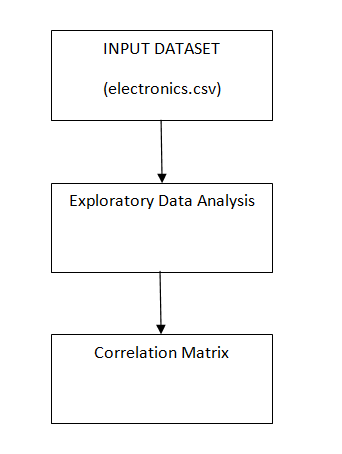 INPUT DATASET
(electronics.csv)
Exploratory Data Analysis
Correlation Matrix